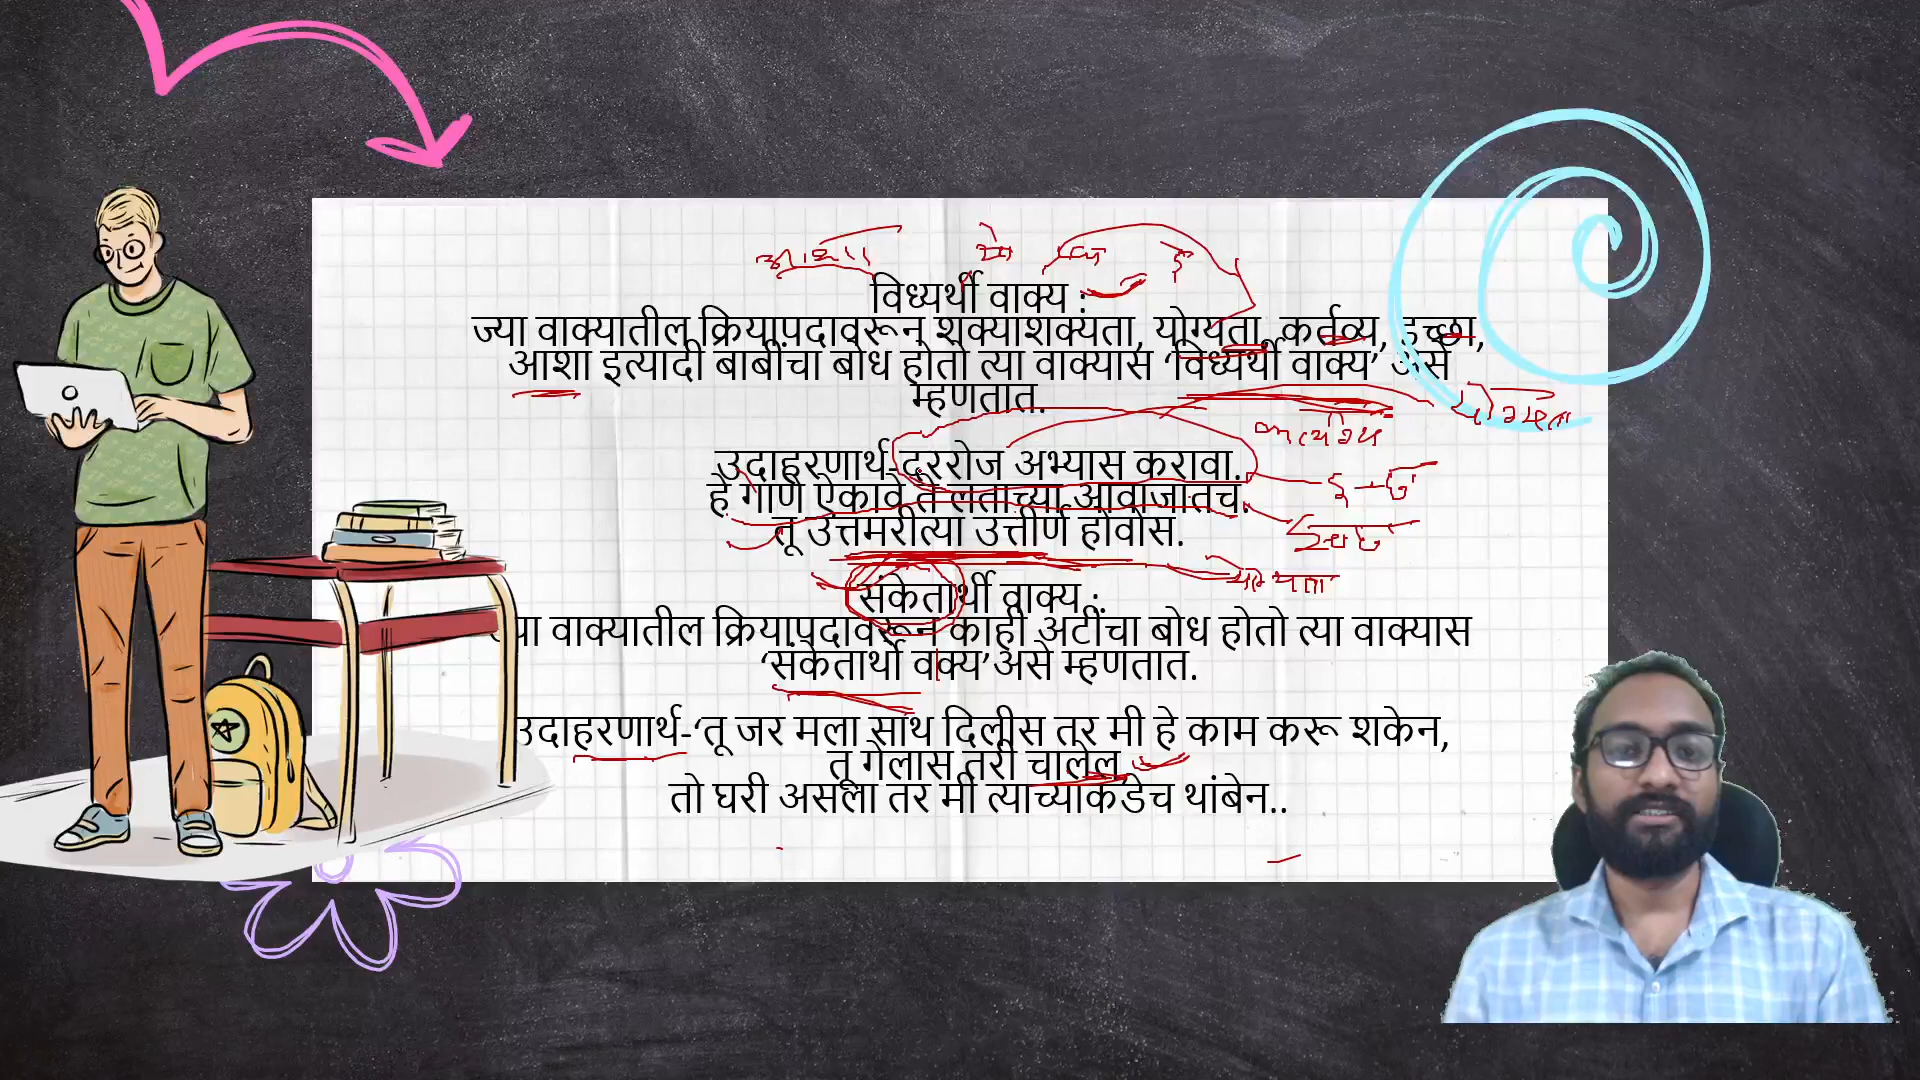 विध्यर्थी वाक्य :
ज्या वाक्यातील क्रियापदावरून शक्याशक्यता, योग्यता, कर्तव्य, इच्छा,
आशा इत्यादी बाबींचा बोध होतो त्या वाक्यास ‘विध्यर्थी वाक्य’ असे
म्हणतात.
उदाहरणार्थ-दररोज अभ्यास करावा.
हे गाणे ऐकावे ते लताच्या आवाजातच.
तू उत्तमरीत्या उत्तीर्ण होवोस.
संकेतार्थी वाक्य :
वाक्यातील क्रियापदावरून काही अटींचा बोध होतो त्या वाक्यास
‘संकेतार्थी वक्य’असे म्हणतात.
उदाहरणार्थ-‘तू जर मला साथ दिलीस तर मी हे काम करू शकेन,
तू गेलास तरी चालेल,
तो घरी असला तर मी त्याच्याकडेच थांबेन..